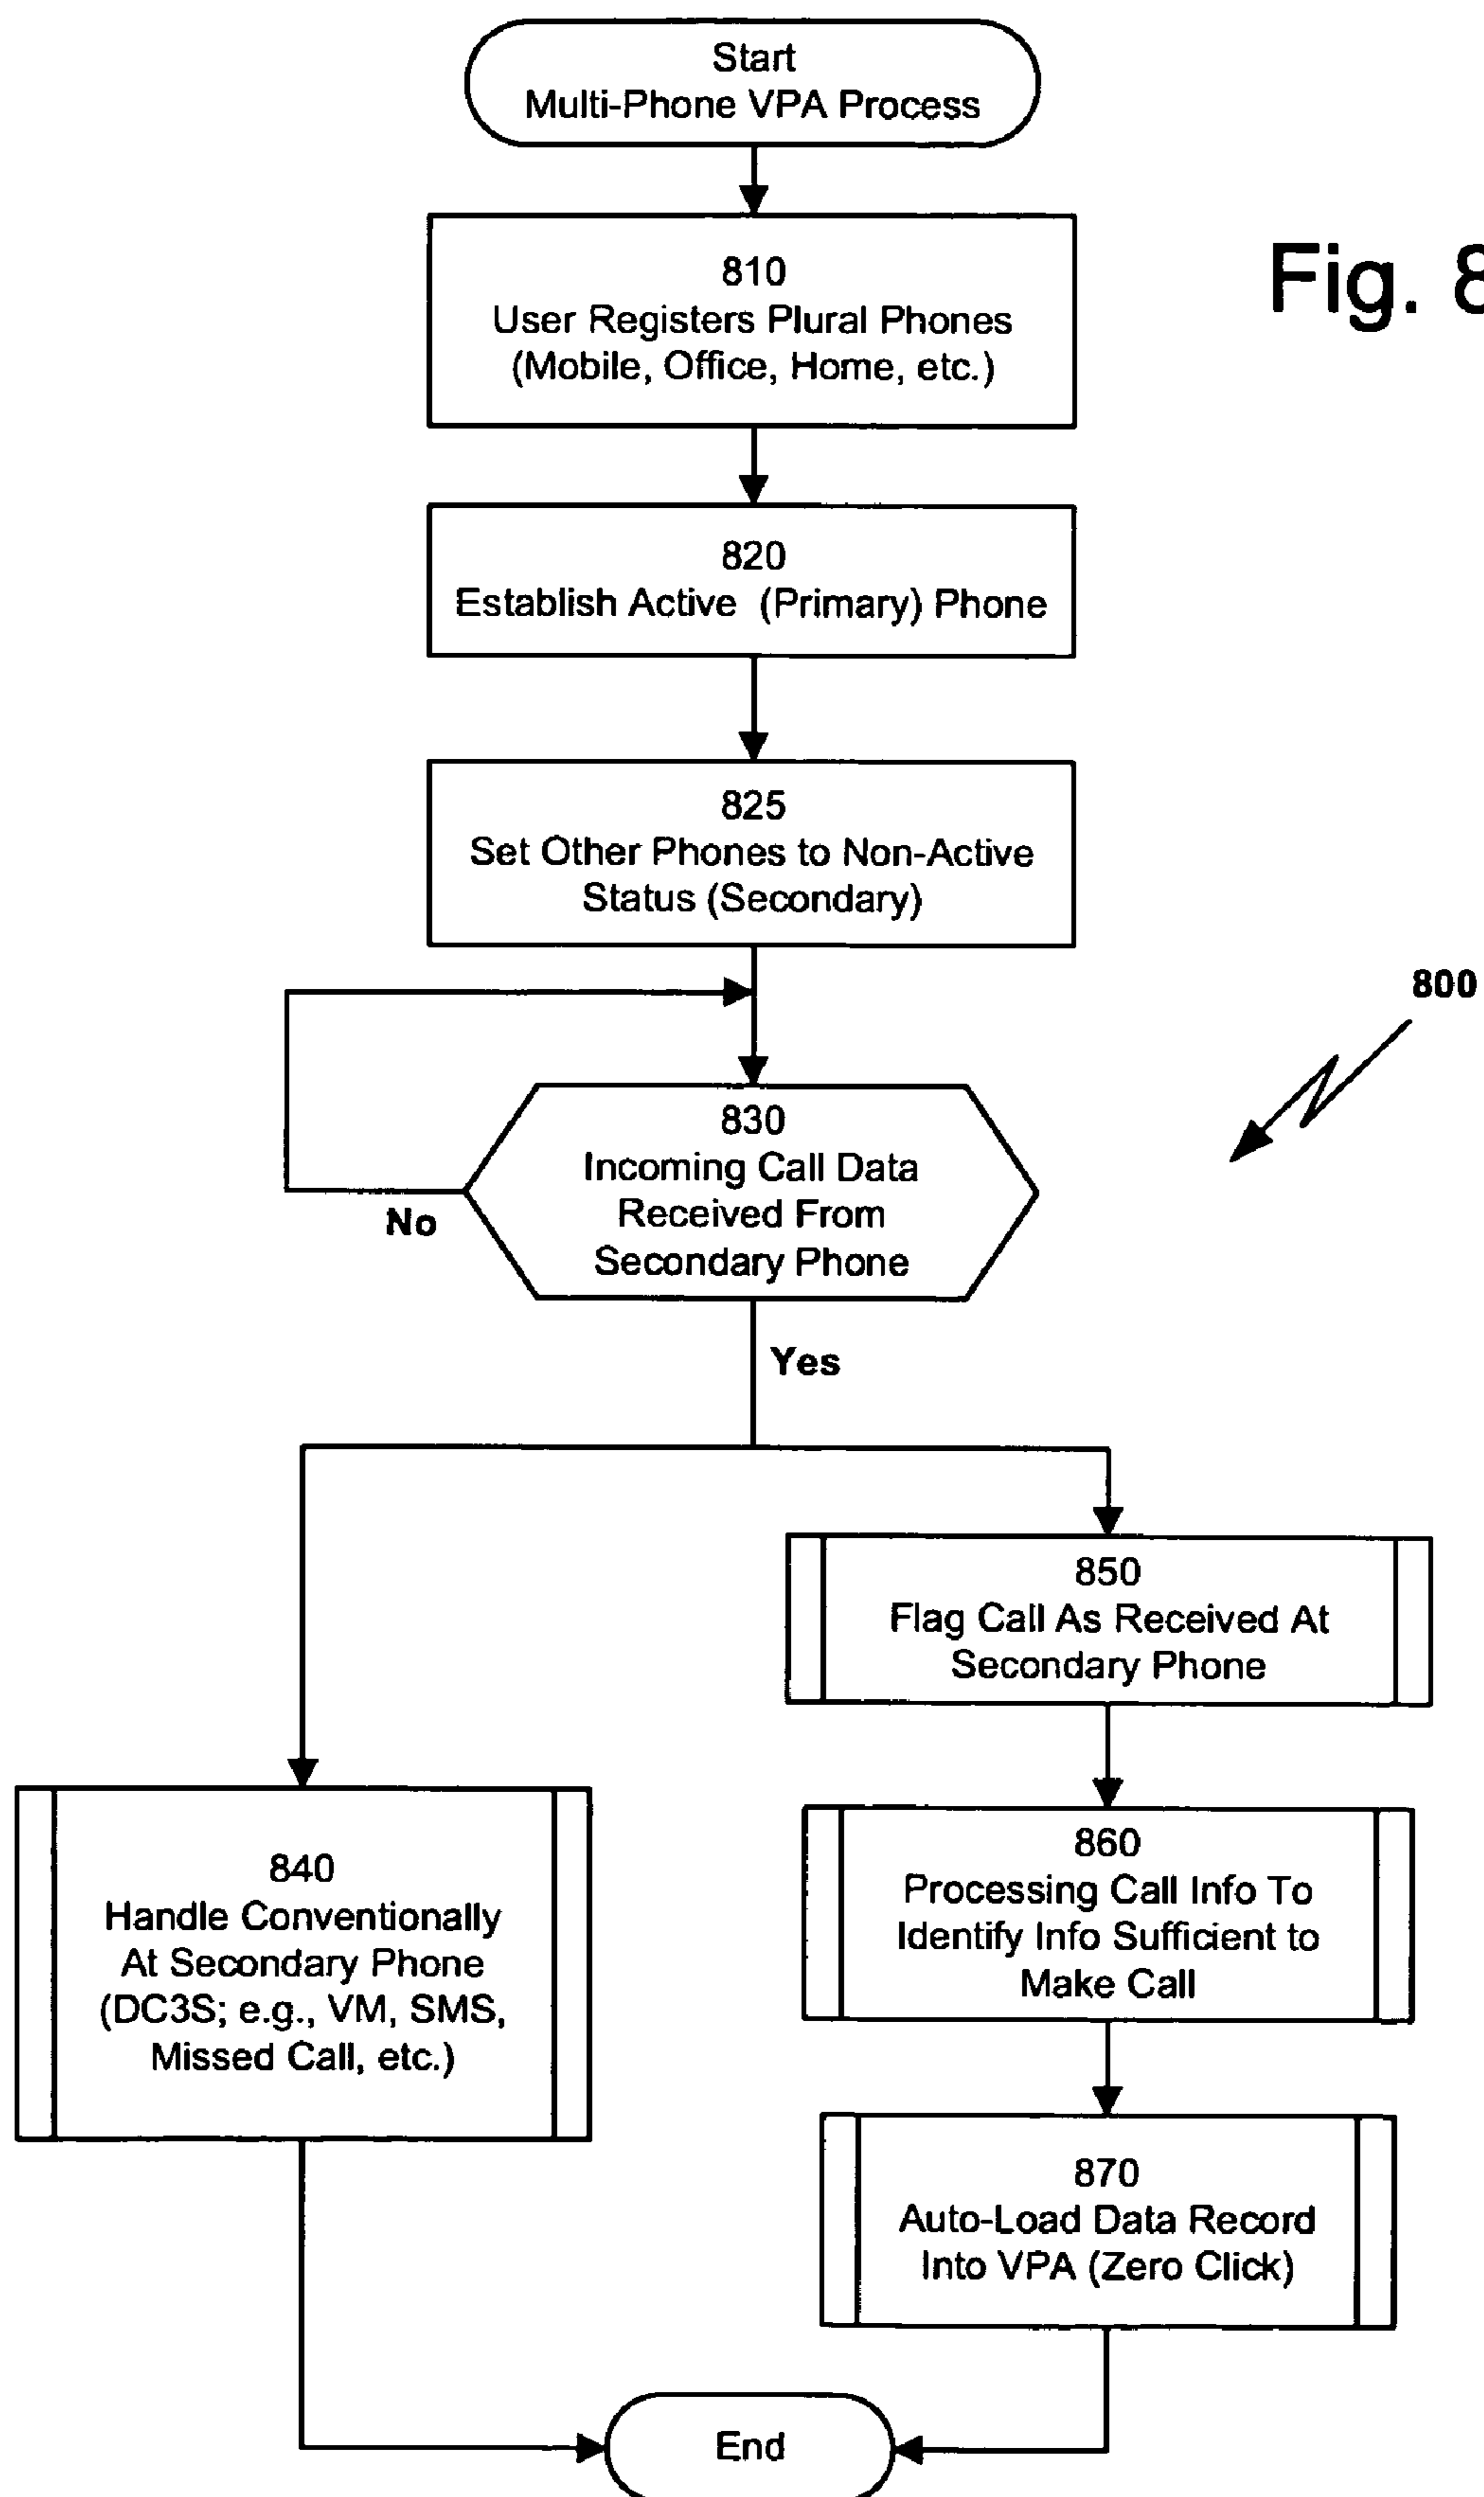 Start
Multi-Phone VPA Process
810
User Registers Plural Phones
(Mobile, Office, Home, etc.)
Fig. 8
820
Establish Active (Primary) Phone
825
Set Other Phones to Non-Active
Status (Secondary)
800
830
Incoming Call Data
Received From
Secondary Phone
No
Yes
850
Flag Call As Received At
Secondary Phone
840
Handle Conventionally
At Secondary Phone
(DC3S; e.g., VM, SMS,
Missed Call, etc.)
860
Processing Call Info To
Identify Info Sufficient to
Make Call
870
Auto-Load Data Record
Into VPA (Zero Click)
End